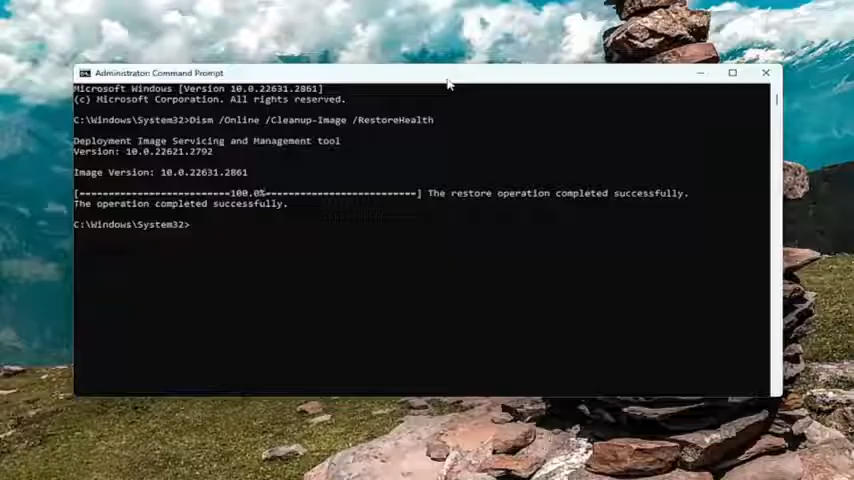 Administrator: Command Prompt
Microsoft Windows [Version 10.0.22631.2861]
(c) Microsoft Corporation. All rights reserved.
C:\Windows\System32>Dism /Online /Cleanup-Image /RestoreHealth
Deployment Image Servicing and Management tool
Version: 10.0.22621.2792
Image Version: 10.0.22631.2861
[==========================100.0%==========================] The restore operation completed successfully.
The operation completed successfully.
C:\Windows\System32>